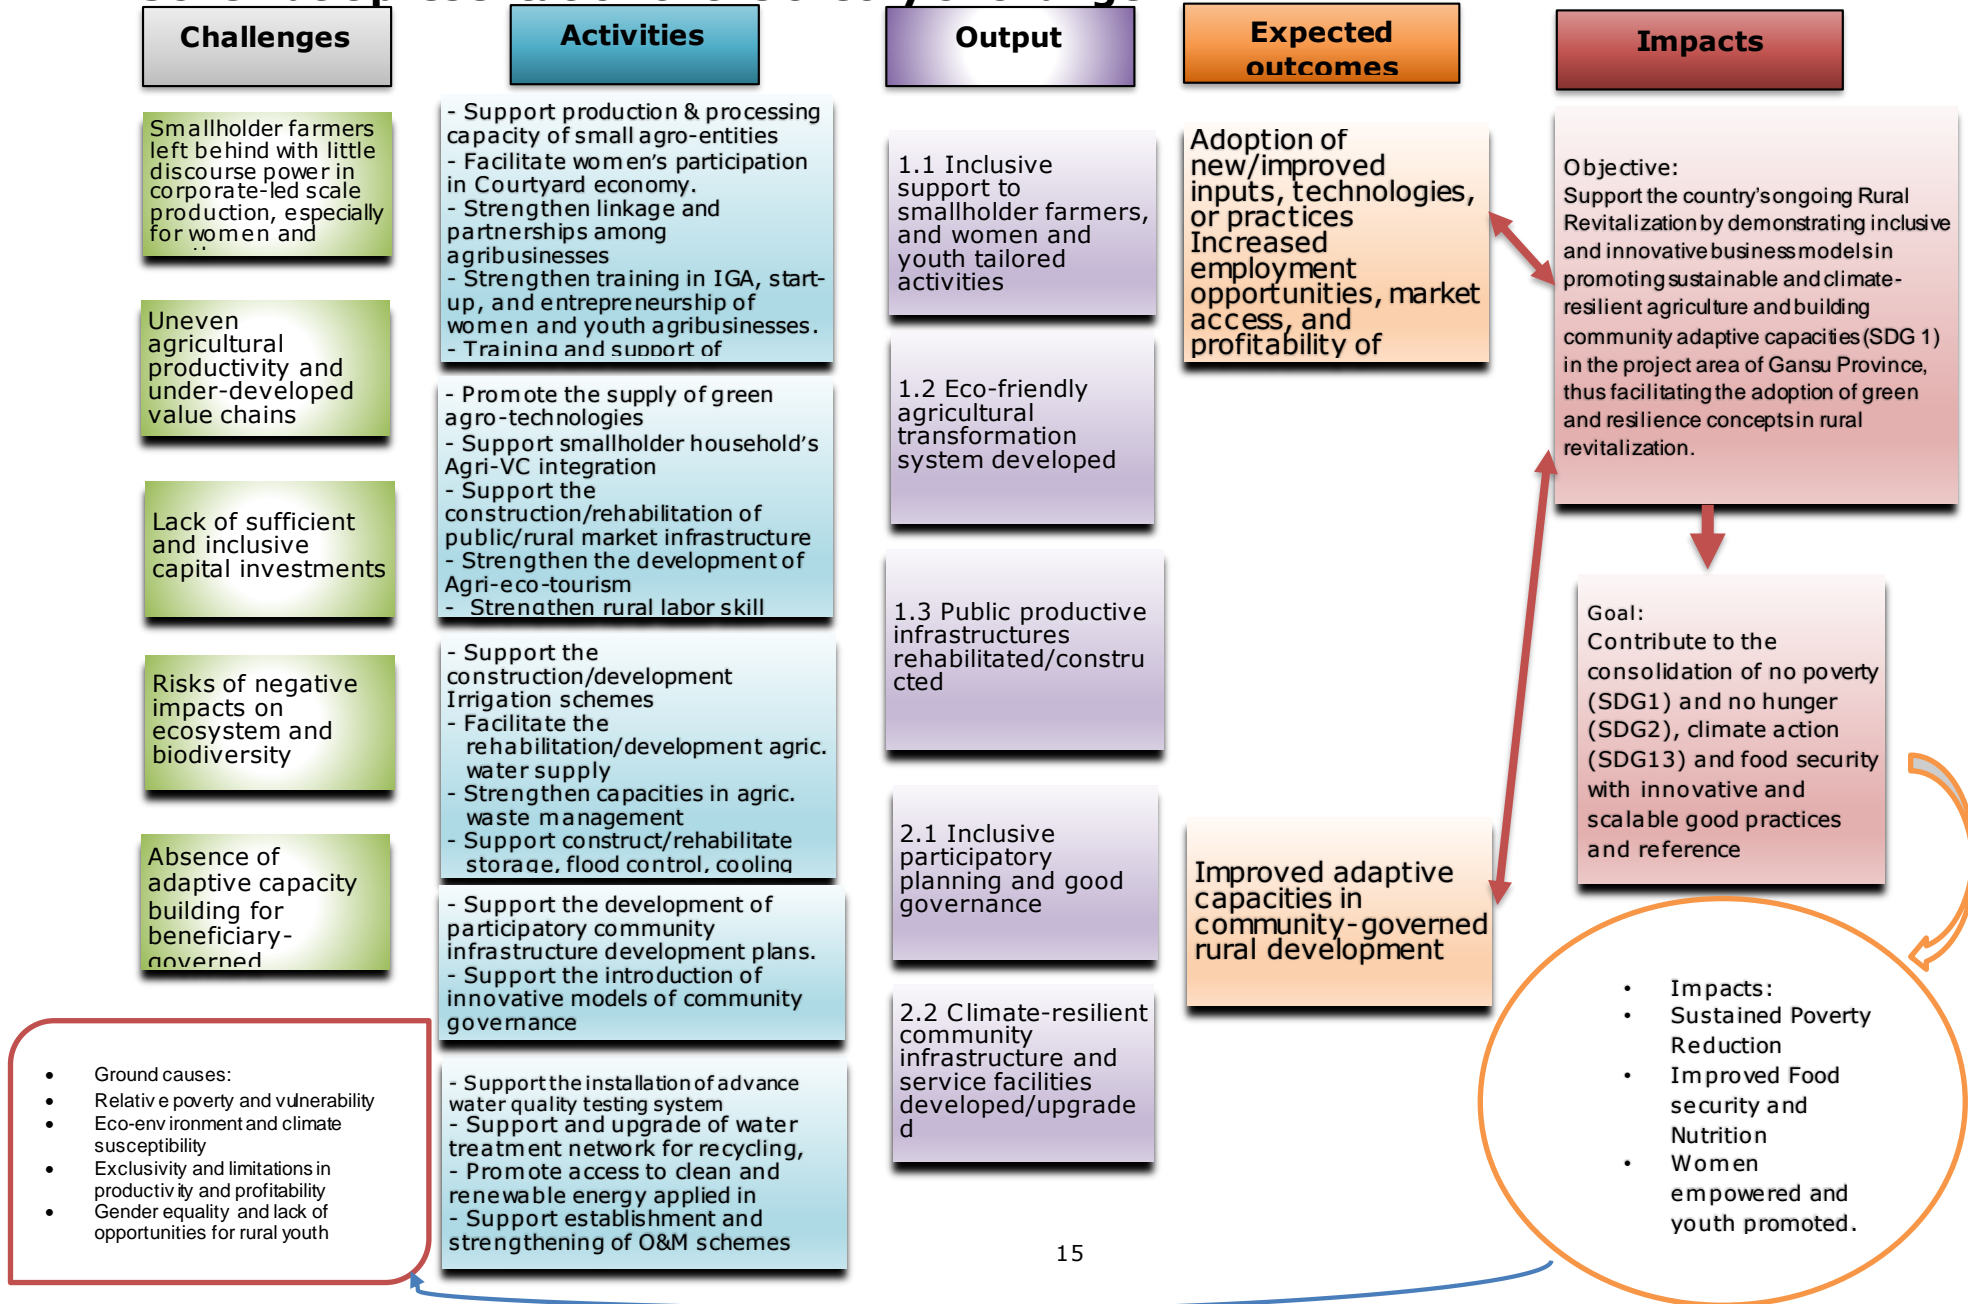 Challenges
Activities
Output
Expected
outcomes
Impacts
Smallholder farmers
left behind with little
discourse power in
corporate-led scale
production, especially
for women and
Uneven
agricultural
productivity and
under-developed
value chains
Lack of sufficient
and inclusive
capital investments
Risks of negative
impacts on
ecosystem and
biodiversity
Absence of
adaptive capacity
building for
beneficiary-
governed
• Ground causes:
• Relative poverty and vulnerability
• Eco-environment and climate
susceptibility
• Exclusivity and limitations in
productivity and profitability
• Gender equality and lack of
opportunities for rural youth
- Support production & processing
capacity of small agro-entities
- Facilitate women's participation
in Courtyard economy.
- Strengthen linkage and
partnerships among
agribusinesses
- Strengthen training in IGA, start-
up, and entrepreneurship of
women and youth agribusinesses.
- Training and support of
- Promote the supply of green
agro-technologies
- Support smallholder household's
Agri-VC integration
- Support the
construction/rehabilitation of
public/rural market infrastructure
- Strengthen the development of
Agri-eco-tourism
- Strengthen rural labor skill
- Support the
construction/development
Irrigation schemes
- Facilitate the
rehabilitation/development agric.
water supply
- Strengthen capacities in agric.
waste management
- Support construct/rehabilitate
storage, flood control, cooling
- Support the development of
participatory community
infrastructure development plans.
- Support the introduction of
innovative models of community
governance
- Support the installation of advance
water quality testing system
- Support and upgrade of water
treatment network for recycling,
- Promote access to clean and
renewable energy applied in
- Support establishment and
strengthening of O&M schemes
1.1 Inclusive
support to
smallholder farmers,
and women and
youth tailored
activities
1.2 Eco-friendly
agricultural
transformation
system developed
1.3 Public productive
infrastructures
rehabilitated/constru
cted
2.1 Inclusive
participatory
planning and good
governance
2.2 Climate-resilient
community
infrastructure and
service facilities
developed/upgrade
d
Adoption of
new/improved
inputs, technologies,
or practices
Increased
employment
opportunities, market
access, and
profitability of
Improved adaptive
capacities in
community-governed
rural development
Objective:
Support the country's ongoing Rural
Revitalization by demonstrating inclusive
and innovative business models in
promoting sustainable and climate-
resilient agriculture and building
community adaptive capacities (SDG 1)
in the project area of Gansu Province,
thus facilitating the adoption of green
and resilience concepts in rural
revitalization.
Goal:
Contribute to the
consolidation of no poverty
(SDG1) and no hunger
(SDG2), climate action
(SDG13) and food security
with innovative and
scalable good practices
and reference
• Impacts:
• Sustained Poverty
Reduction
• Improved Food
security and
Nutrition
• Women
empowered and
youth promoted.
15